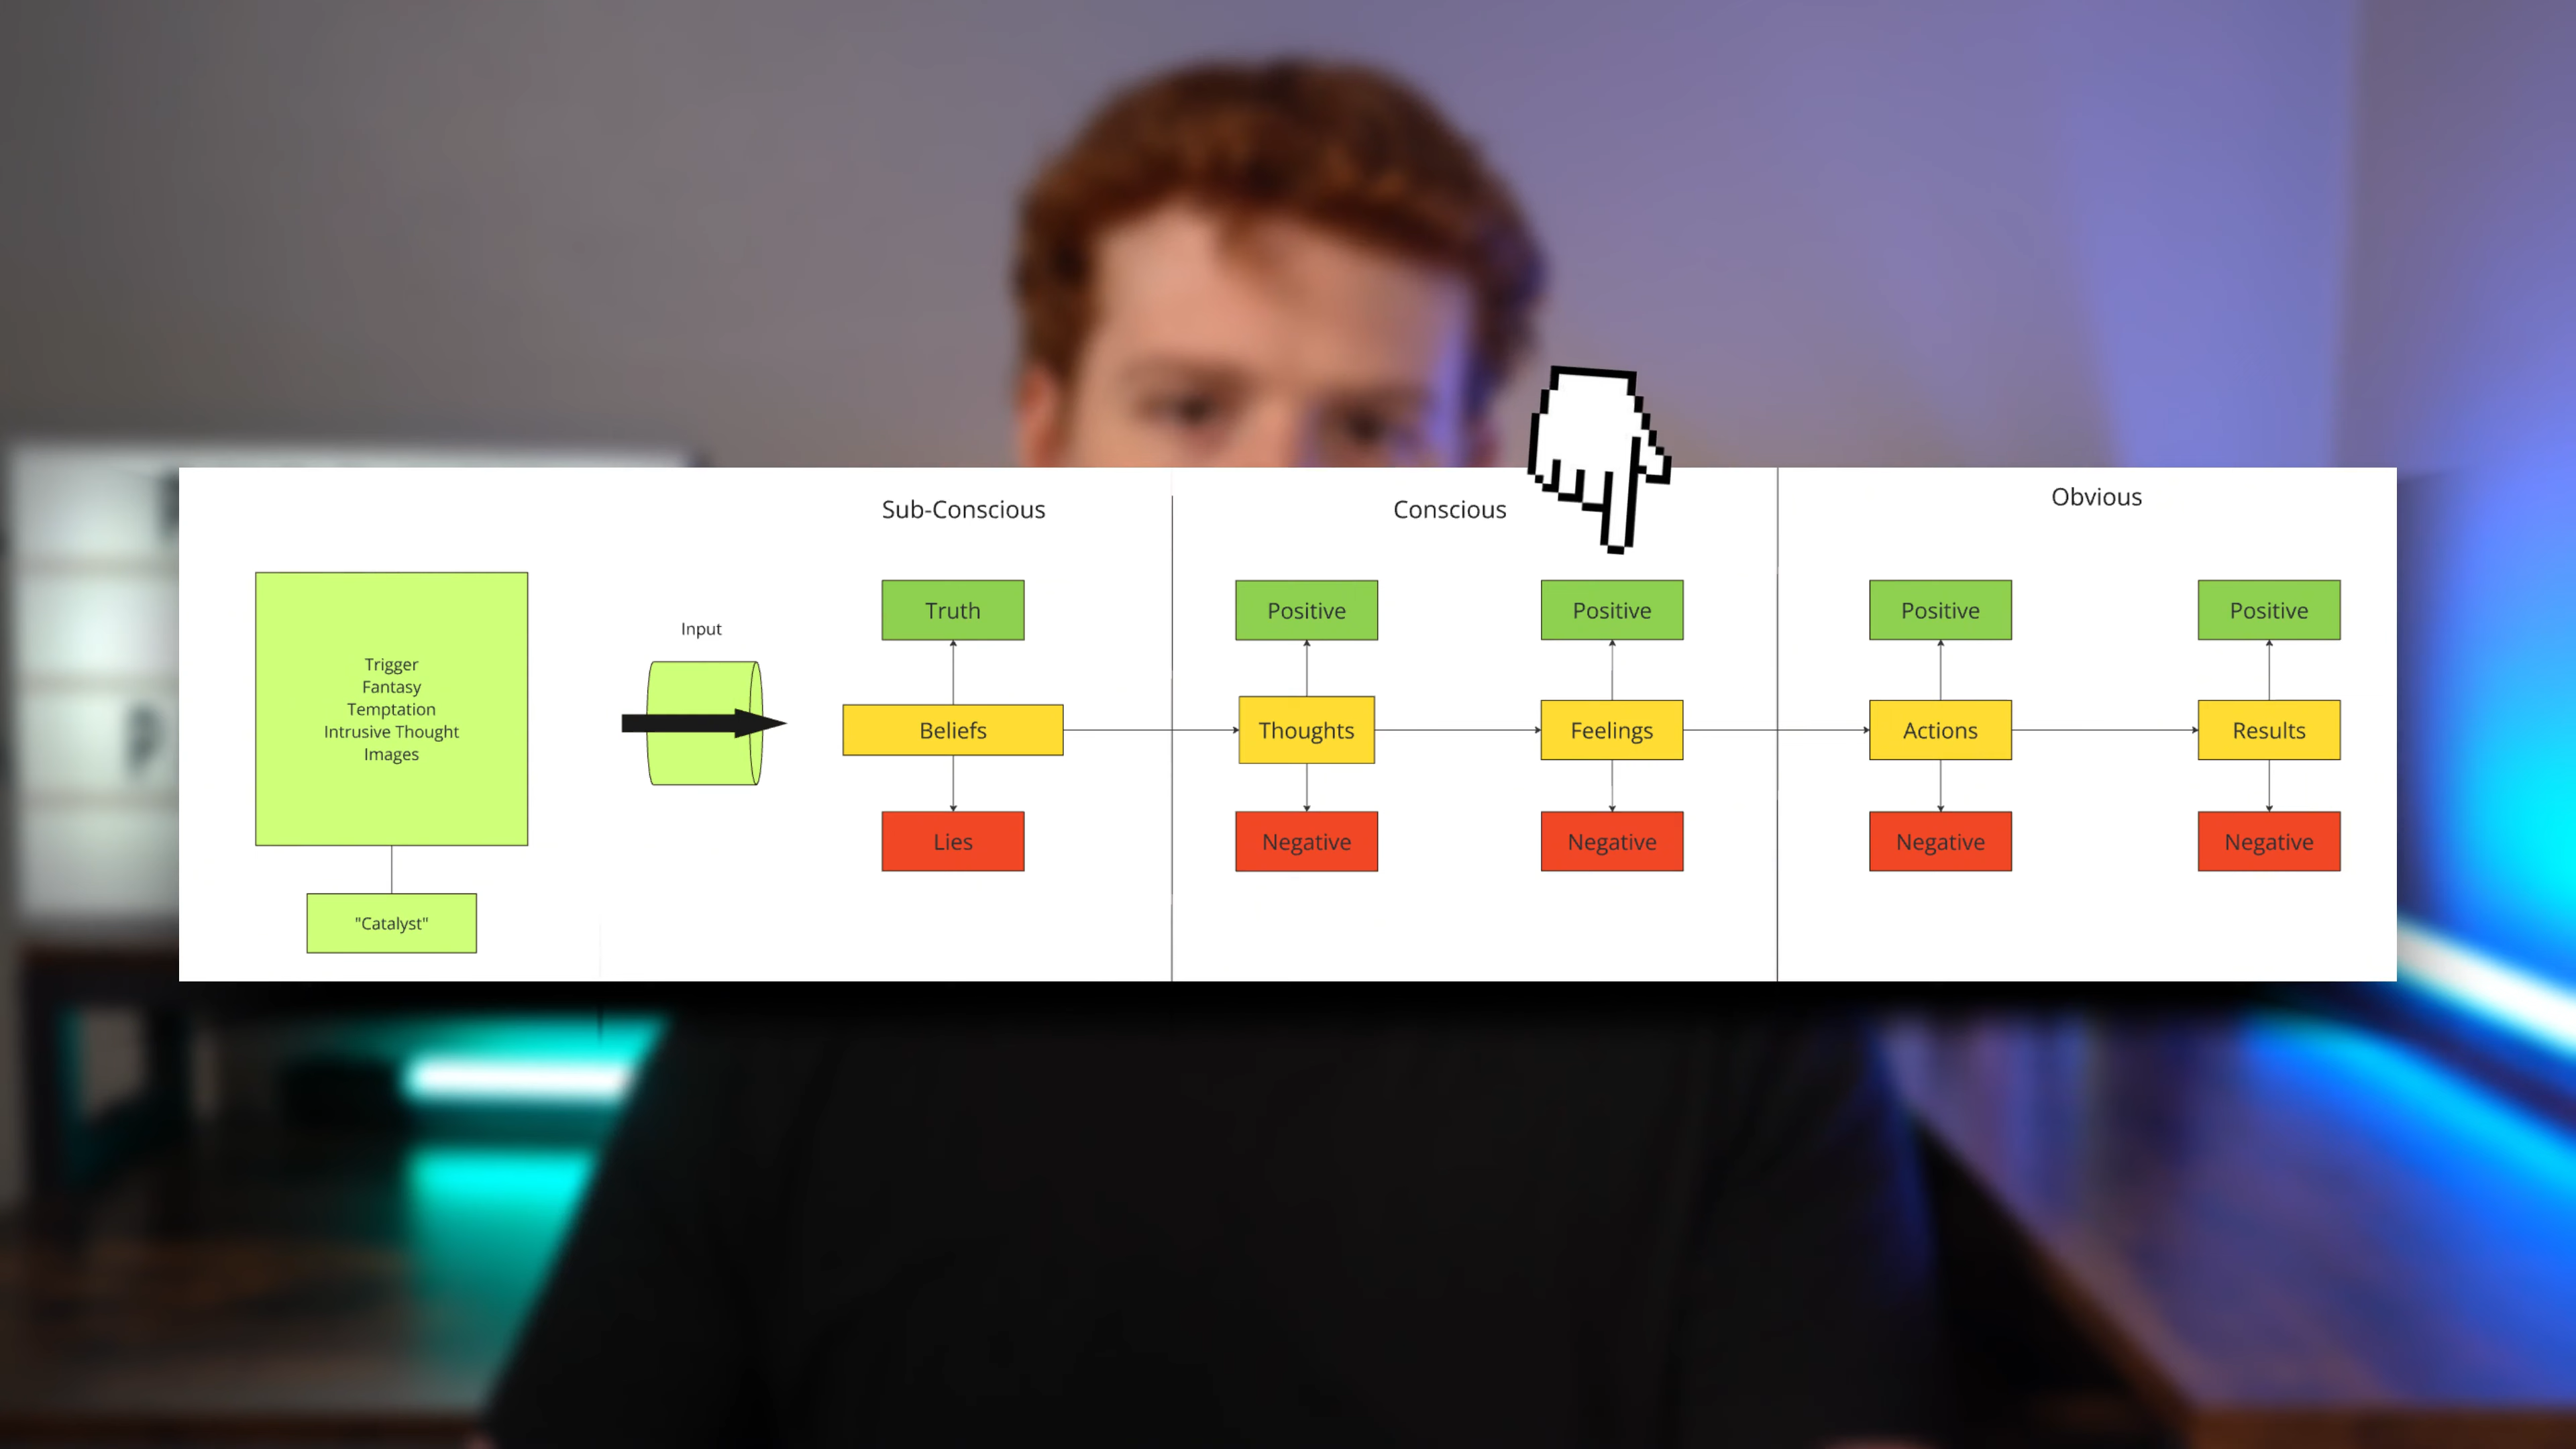 Sub-Conscious
Conscious
Obvious
Trigger
Fantasy
Temptation
Intrusive Thought
Images
"Catalyst"
Input
Truth
Beliefs
Lies
Positive
Thoughts
Negative
Positive
Feelings
Negative
Positive
Actions
Negative
Positive
Results
Negative